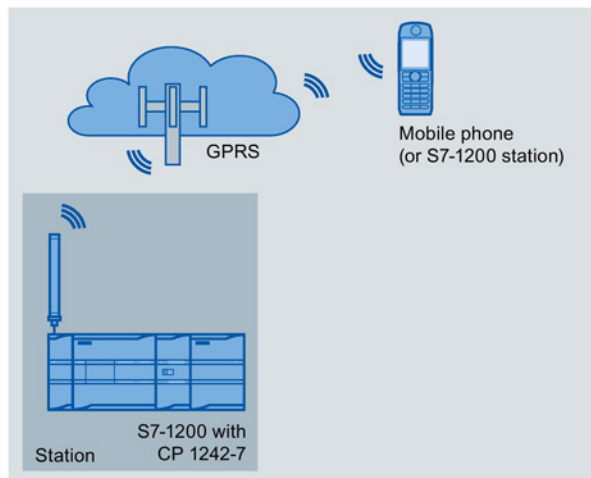 GPRS
Mobile phone
(or S7-1200 station)
S7-1200 with
CP 1242-7
Station